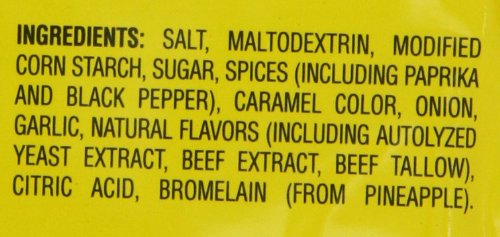 INGREDIENTS: SALT, MALTODEXTRIN, MODIFIED
CORN STARCH, SUGAR, SPICES (INCLUDING PAPRIKA
AND BLACK PEPPER), CARAMEL COLOR, ONION,
GARLIC, NATURAL FLAVORS (INCLUDING AUTOLYZED
YEAST EXTRACT, BEEF EXTRACT, BEEF TALLOW),
CITRIC ACID, BROMELAIN (FROM PINEAPPLE).